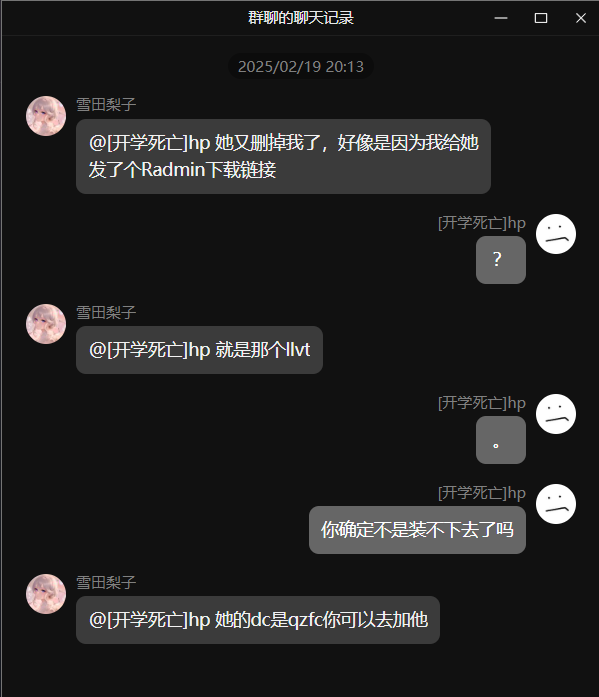 群聊的聊天记录
2025/02/19 20:13
雪田梨子
@[开学死亡]hp 她又删掉我了，好像是因为我给她
发了个Radmin下载链接
[开学死亡]hp
？
雪田梨子
@[开学死亡]hp 就是那个llvt
[开学死亡]hp
。
[开学死亡]hp
你确定不是装不下去了吗
雪田梨子
@[开学死亡]hp 她的dc是qzfc你可以去加他